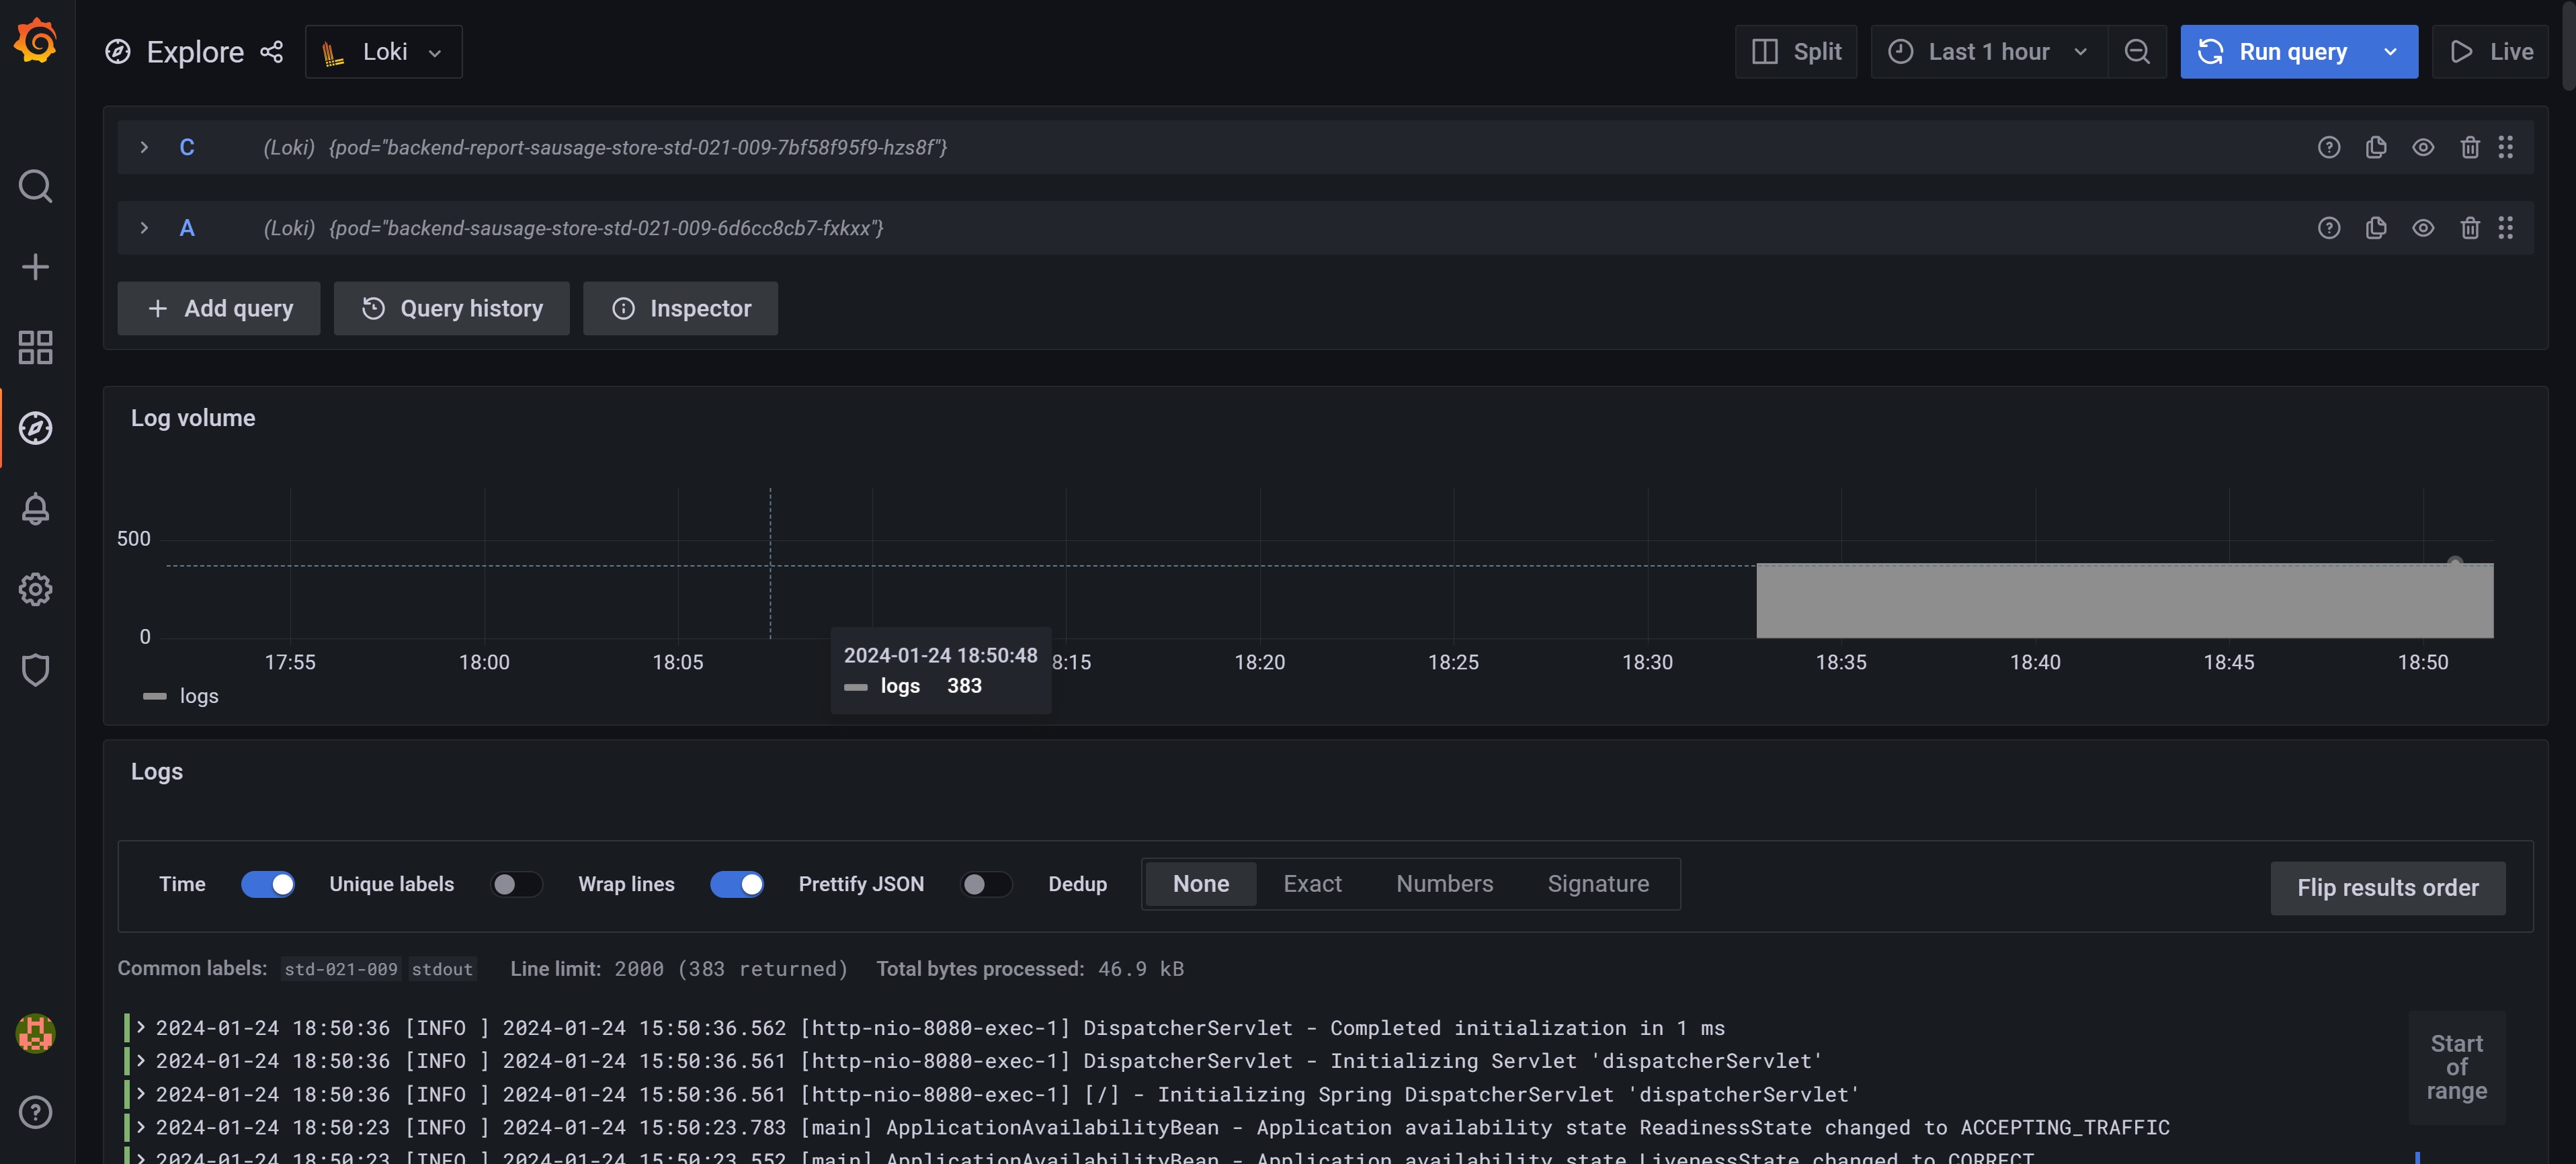 Explore Loki Split Last 1 hour Run query Live
C (Loki) {pod="backend-report-sausage-store-std-021-009-7bf58f95f9-hzs8f"}
A (Loki) {pod="backend-sausage-store-std-021-009-6d6cc8cb7-fxkxx"}
+ Add query Query history Inspector
Log volume
500
0
17:55 18:00 18:05 8:15 18:20 18:25 18:30 18:35 18:40 18:45 18:50
2024-01-24 18:50:48
logs 383
logs
Logs
Time Unique labels Wrap lines Prettify JSON Dedup None Exact Numbers Signature Flip results order
Common labels: std-021-009 stdout Line limit: 2000 (383 returned) Total bytes processed: 46.9 kB
2024-01-24 18:50:36 [INFO ] 2024-01-24 15:50:36.562 [http-nio-8080-exec-1] DispatcherServlet - Completed initialization in 1 ms
2024-01-24 18:50:36 [INFO ] 2024-01-24 15:50:36.561 [http-nio-8080-exec-1] DispatcherServlet - Initializing Servlet 'dispatcherServlet'
2024-01-24 18:50:36 [INFO ] 2024-01-24 15:50:36.561 [http-nio-8080-exec-1] [/] - Initializing Spring DispatcherServlet 'dispatcherServlet'
2024-01-24 18:50:23 [INFO ] 2024-01-24 15:50:23.783 [main] ApplicationAvailabilityBean - Application availability state ReadinessState changed to ACCEPTING_TRAFFIC
2024-01-24 18:50:23 [INFO ] 2024-01-24 15:50:23.552 [main] ApplicationAvailabilityBean - Application availability state LivenessState changed to CORRECT
Start
of
range